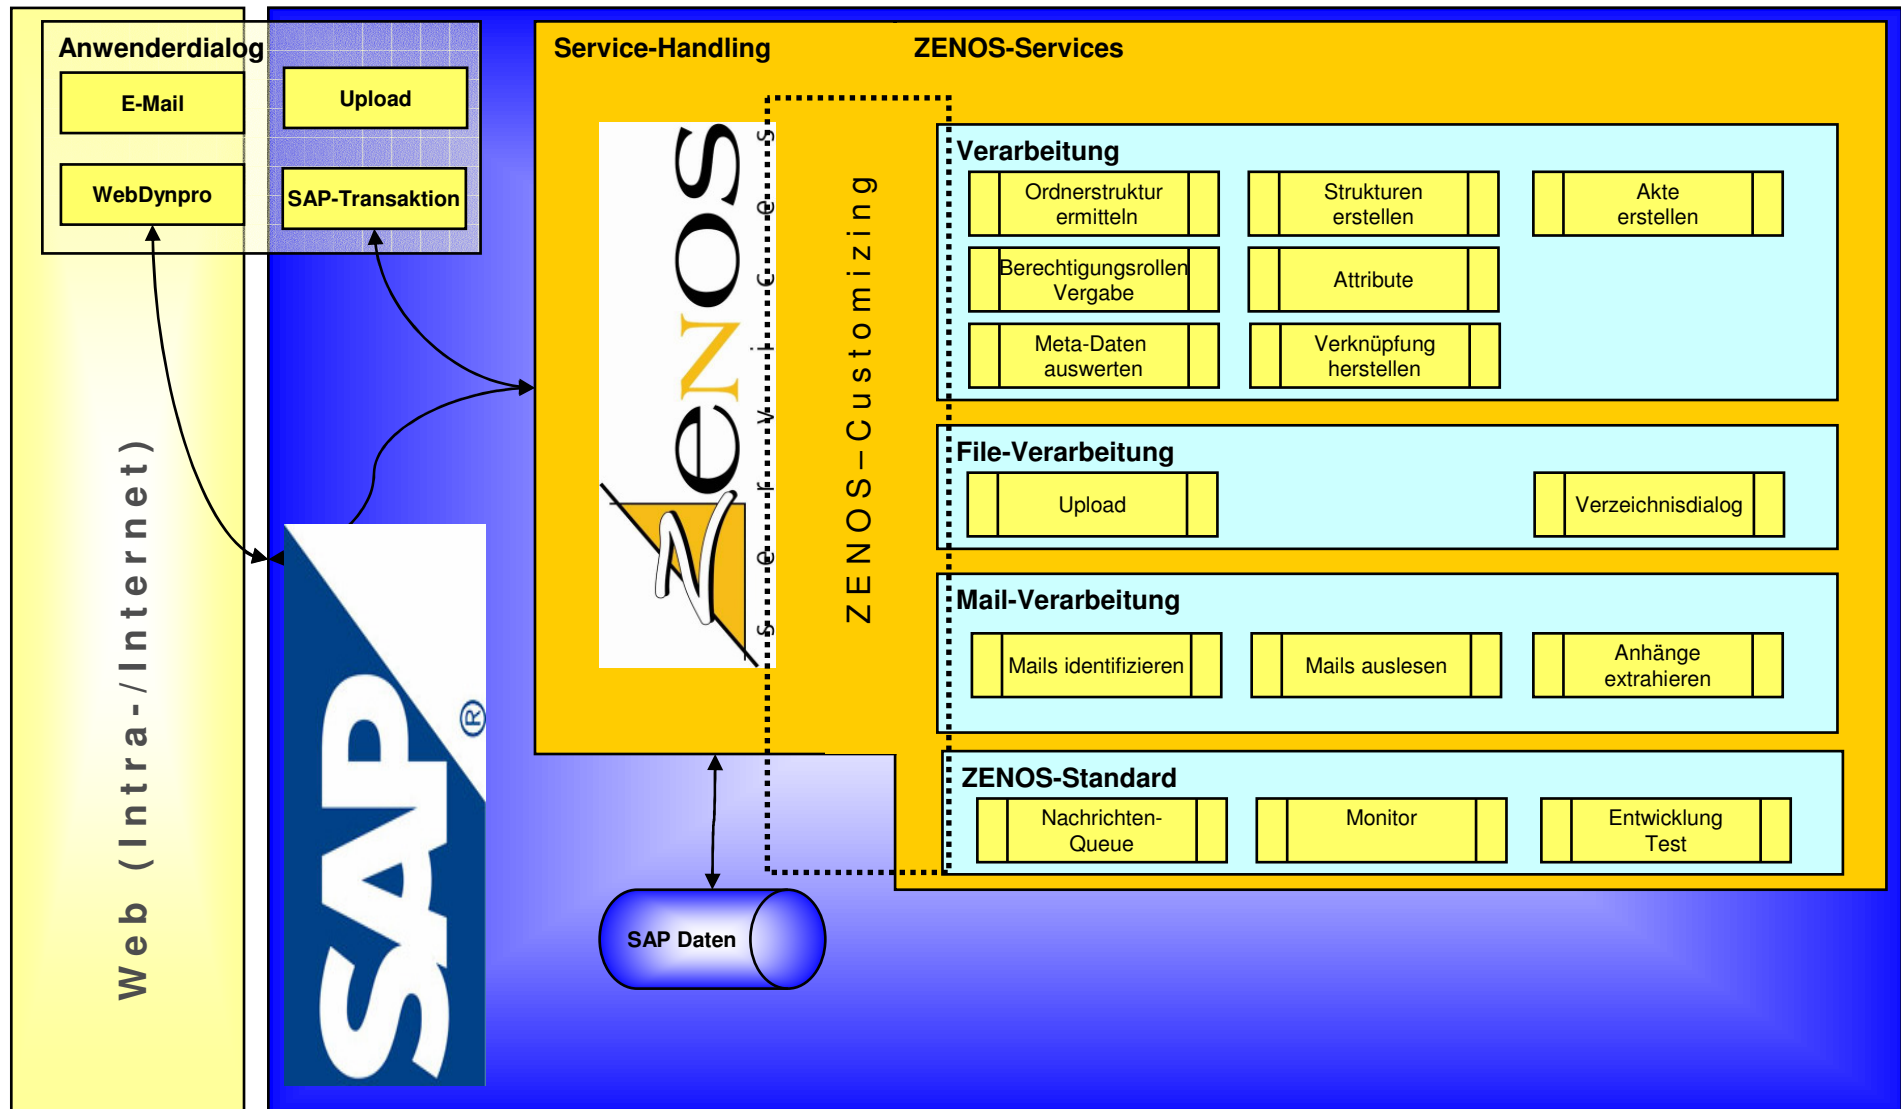 Anwenderdialog
E-Mail
Upload
WebDynpro
SAP-Transaktion
Web (Intra-/Internet)
SAP
®
Service-Handling
ZENOS-Services
ZENOS
Services
ZENOS–Customizing
Verarbeitung
Ordnerstruktur
ermitteln
Strukturen
erstellen
Akte
erstellen
Berechtigungsrollen
Vergabe
Attribute
Meta-Daten
auswerten
Verknüpfung
herstellen
File-Verarbeitung
Upload
Verzeichnisdialog
Mail-Verarbeitung
Mails identifizieren
Mails auslesen
Anhänge
extrahieren
ZENOS-Standard
Nachrichten-
Queue
Monitor
Entwicklung
Test
SAP Daten